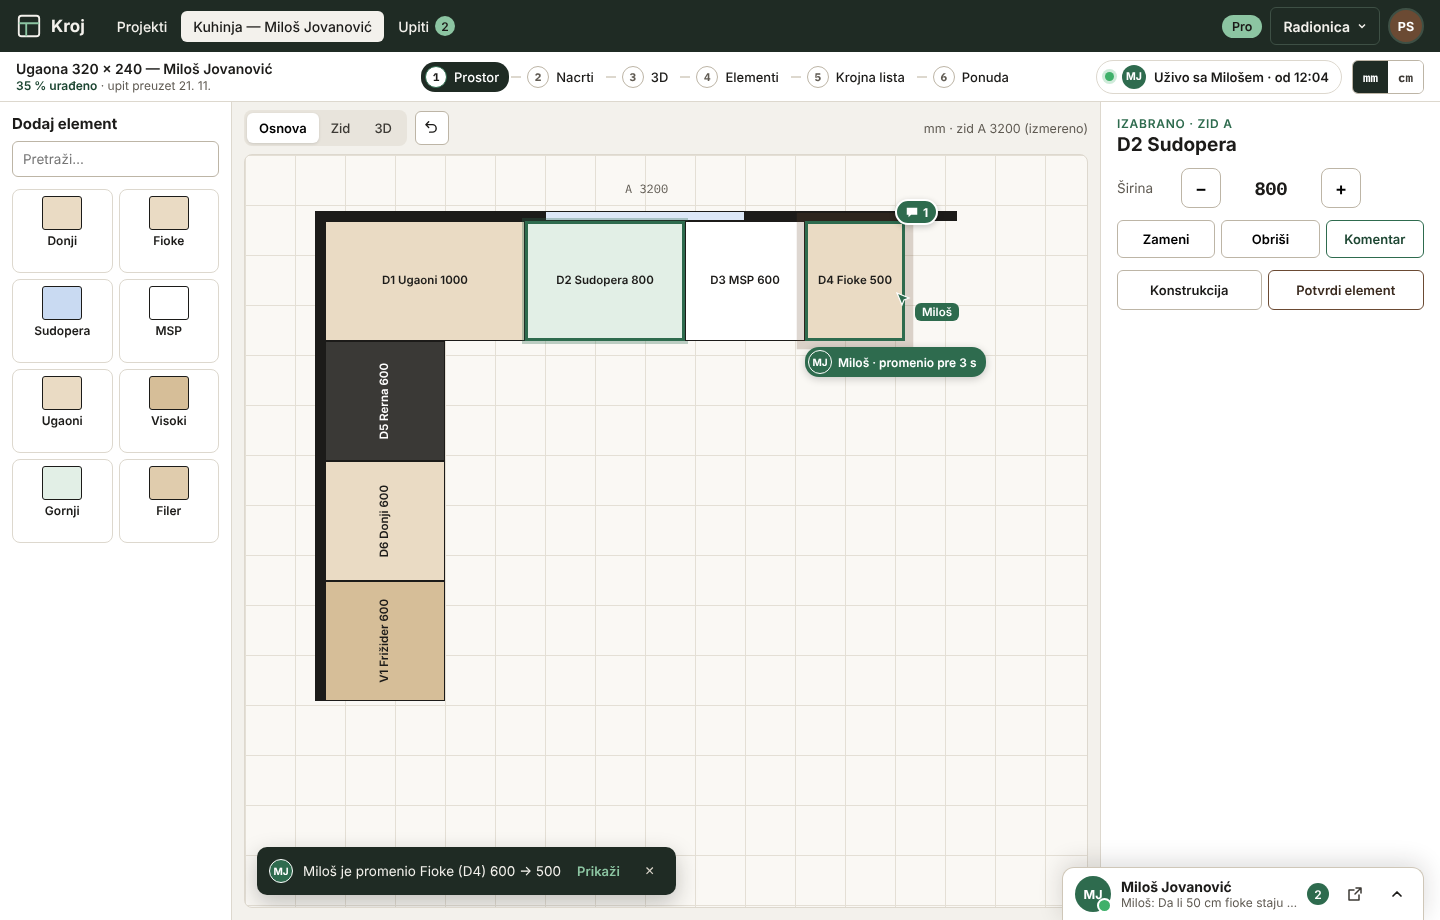 Kroj
Projekti
Kuhinja — Miloš Jovanović
Upiti 2
Pro
Radionica
PS
Ugaona 320 × 240 — Miloš Jovanović
35 % urađeno · upit preuzet 21. 11.
1 Prostor
2 Nacrti
3 3D
4 Elementi
5 Krojna lista
6 Ponuda
MJ Uživo sa Milošem · od 12:04
mm
cm
Dodaj element
Pretraži...
Donji
Fioke
Sudopera
MSP
Ugaoni
Visoki
Gornji
Filer
Osnova
Zid
3D
mm · zid A 3200 (izmereno)
A 3200
1
D1 Ugaoni 1000
D2 Sudopera 800
D3 MSP 600
D4 Fioke 500
Miloš
MJ Miloš · promenio pre 3 s
D5 Rerna 600
D6 Donji 600
V1 Frižider 600
MJ Miloš je promenio Fioke (D4) 600 → 500 Prikaži ×
IZABRANO · ZID A
D2 Sudopera
Širina − 800 +
Zameni
Obriši
Komentar
Konstrukcija
Potvrdi element
MJ
Miloš Jovanović
Miloš: Da li 50 cm fioke staju ...
2